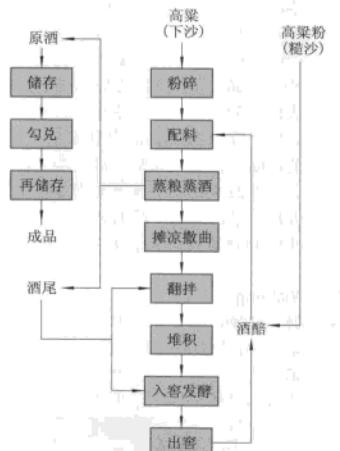 高粱
(下沙)
高粱粉
(糙沙)
原酒
储存
勾兑
再储存
成品
酒尾
粉碎
配料
蒸粮蒸酒
摊凉撒曲
翻拌
堆积
入窖发酵
出窖
酒醅